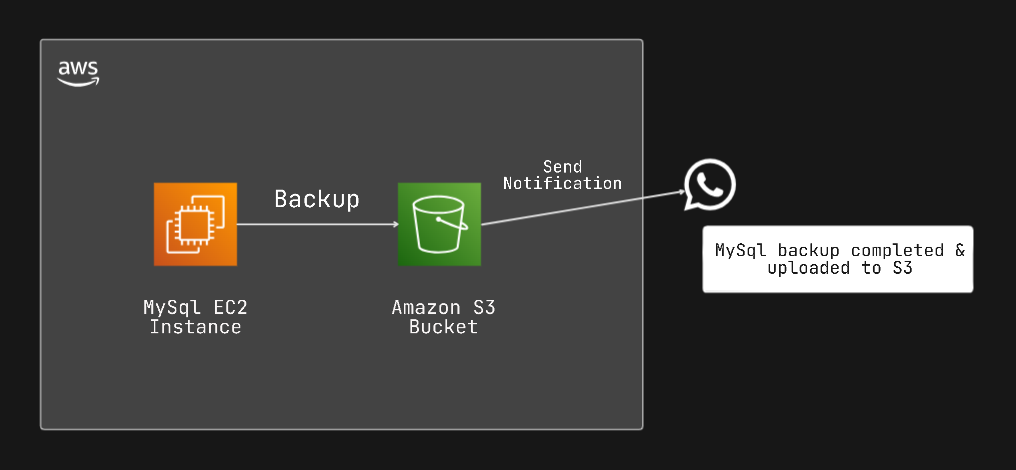 aws
Send
Notification
Backup
MySql EC2
Instance
Amazon S3
Bucket
MySql backup completed &
uploaded to S3